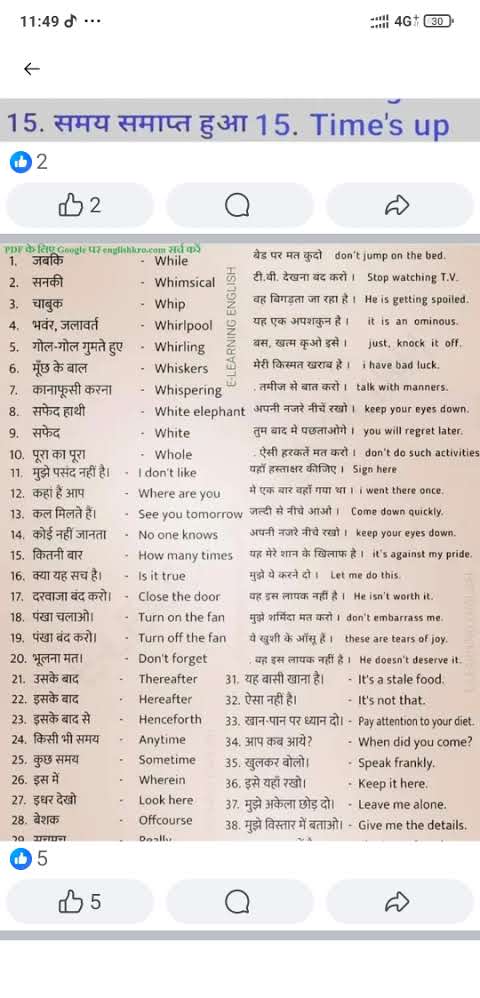 11:49
4G 30
15. समय समाप्त हुआ 15. Time's up
2
2
PDF के लिए Google पर englishkro.com सर्च करें
1. जबकि - While
2. सनकी - Whimsical
3. चाबुक - Whip
4. भवंर, जलावर्त - Whirlpool
5. गोल-गोल गुमते हुए - Whirling
6. मूँछ के बाल - Whiskers
7. कानाफूसी करना - Whispering
8. सफेद हाथी - White elephant
9. सफेद - White
10. पूरा का पूरा - Whole
11. मुझे पसंद नहीं है। - I don't like
12. कहां हैं आप - Where are you
13. कल मिलते हैं। - See you tomorrow
14. कोई नहीं जानता - No one knows
15. कितनी बार - How many times
16. क्या यह सच है। - Is it true
17. दरवाजा बंद करो। - Close the door
18. पंखा चलाओ। - Turn on the fan
19. पंखा बंद करो। - Turn off the fan
20. भूलना मत। - Don't forget
21. उसके बाद - Thereafter
22. इसके बाद - Hereafter
23. इसके बाद से - Henceforth
24. किसी भी समय - Anytime
25. कुछ समय - Sometime
26. इस में - Wherein
27. इधर देखो - Look here
28. बेशक - Offcourse
29 सचमुच - Really
E-LEARNING ENGLISH
बेड पर मत कुदो don't jump on the bed.
टी.वी. देखना बंद करो । Stop watching T.V.
वह बिगड़ता जा रहा है । He is getting spoiled.
यह एक अपशकुन है । it is an ominous.
बस, खत्म कृओ इसे । just, knock it off.
मेरी किस्मत खराब है । i have bad luck.
. तमीज से बात करो । talk with manners.
अपनी नजरे नीचें रखो । keep your eyes down.
तुम बाद मे पछताओगे । you will regret later.
. ऐसी हरकतें मत करो । don't do such activities
यहाँ हस्ताक्षर कीजिए । Sign here
मे एक बार वहाँ गया था । i went there once.
जल्दी से नीचे आओ । Come down quickly.
अपनी नजरे नीचे रखो । keep your eyes down.
यह मेरे शान के खिलाफ है । it's against my pride.
मुझे ये करने दो । Let me do this.
वह इस लायक नहीं है । He isn't worth it.
मुझे शर्मिंदा मत करो । don't embarrass me.
ये खुशी के आँसू हैं । these are tears of joy.
. वह इस लायक नहीं है । He doesn't deserve it.
31. यह बासी खाना है। - It's a stale food.
32. ऐसा नहीं है। - It's not that.
33. खान-पान पर ध्यान दो। - Pay attention to your diet.
34. आप कब आये? - When did you come?
35. खुलकर बोलो। - Speak frankly.
36. इसे यहाँ रखो। - Keep it here.
37. मुझे अकेला छोड़ दो। - Leave me alone.
38. मुझे विस्तार में बताओ। - Give me the details.
5
5